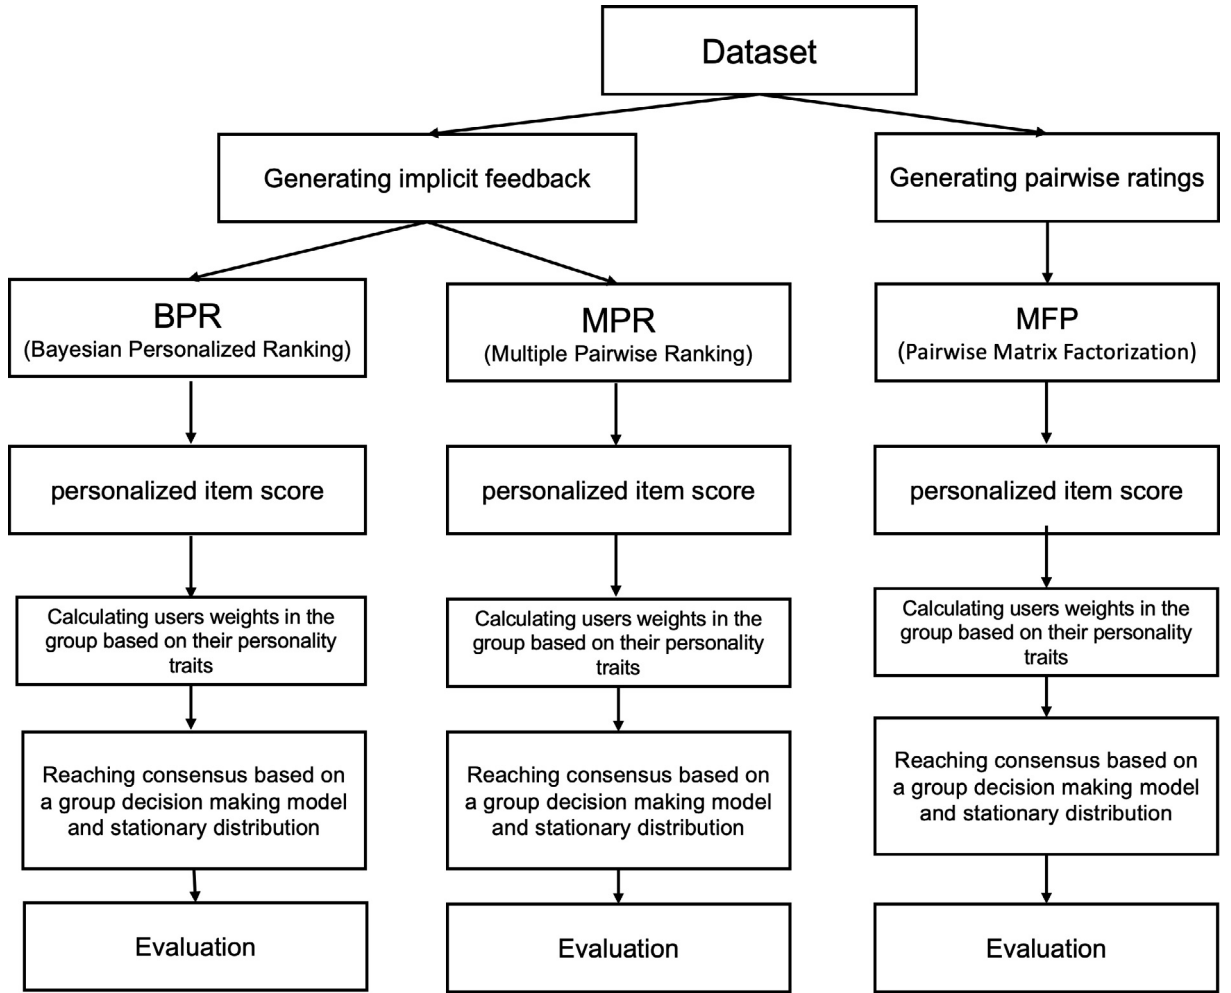 Dataset
Generating implicit feedback
Generating pairwise ratings
BPR
(Bayesian Personalized Ranking)
MPR
(Multiple Pairwise Ranking)
MFP
(Pairwise Matrix Factorization)
personalized item score
personalized item score
personalized item score
Calculating users weights in the
group based on their personality
traits
Calculating users weights in the
group based on their personality
traits
Calculating users weights in the
group based on their personality
traits
Reaching consensus based on
a group decision making model
and stationary distribution
Reaching consensus based on
a group decision making model
and stationary distribution
Reaching consensus based on
a group decision making model
and stationary distribution
Evaluation
Evaluation
Evaluation